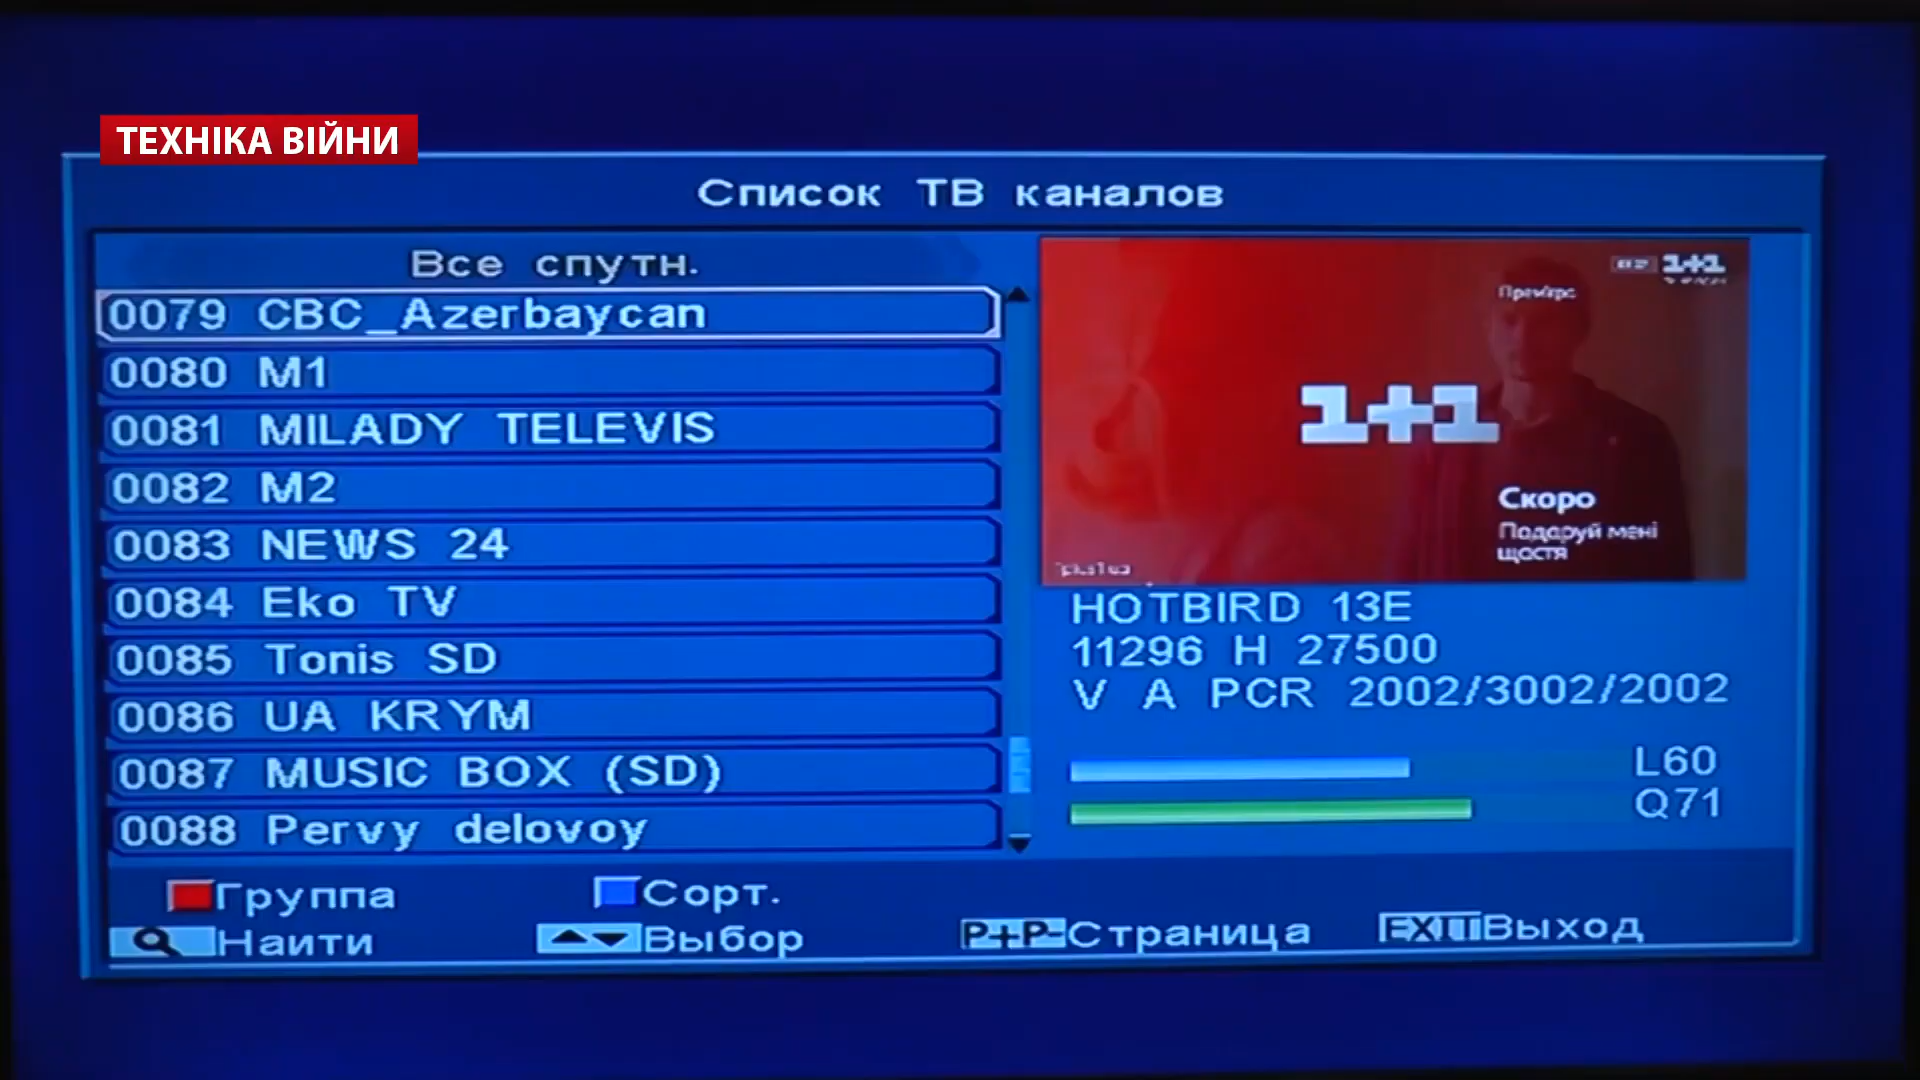 ТЕХНІКА ВІЙНИ
Список ТВ каналов
Все спутн.
0079 CBC_Azerbaycan
0080 M1
0081 MILADY TELEVIS
0082 M2
0083 NEWS 24
0084 Eko TV
0085 Tonis SD
0086 UA KRYM
0087 MUSIC BOX (SD)
0088 Pervy delovoy
1+1
Прем'єра
1+1
Скоро
Подаруй мені
щастя
HOTBIRD 13E
11296 H 27500
V A PCR 2002/3002/2002
L60
Q71
Группа
Сорт.
Наити
Выбор
P+P- Страница
EXIT Выход